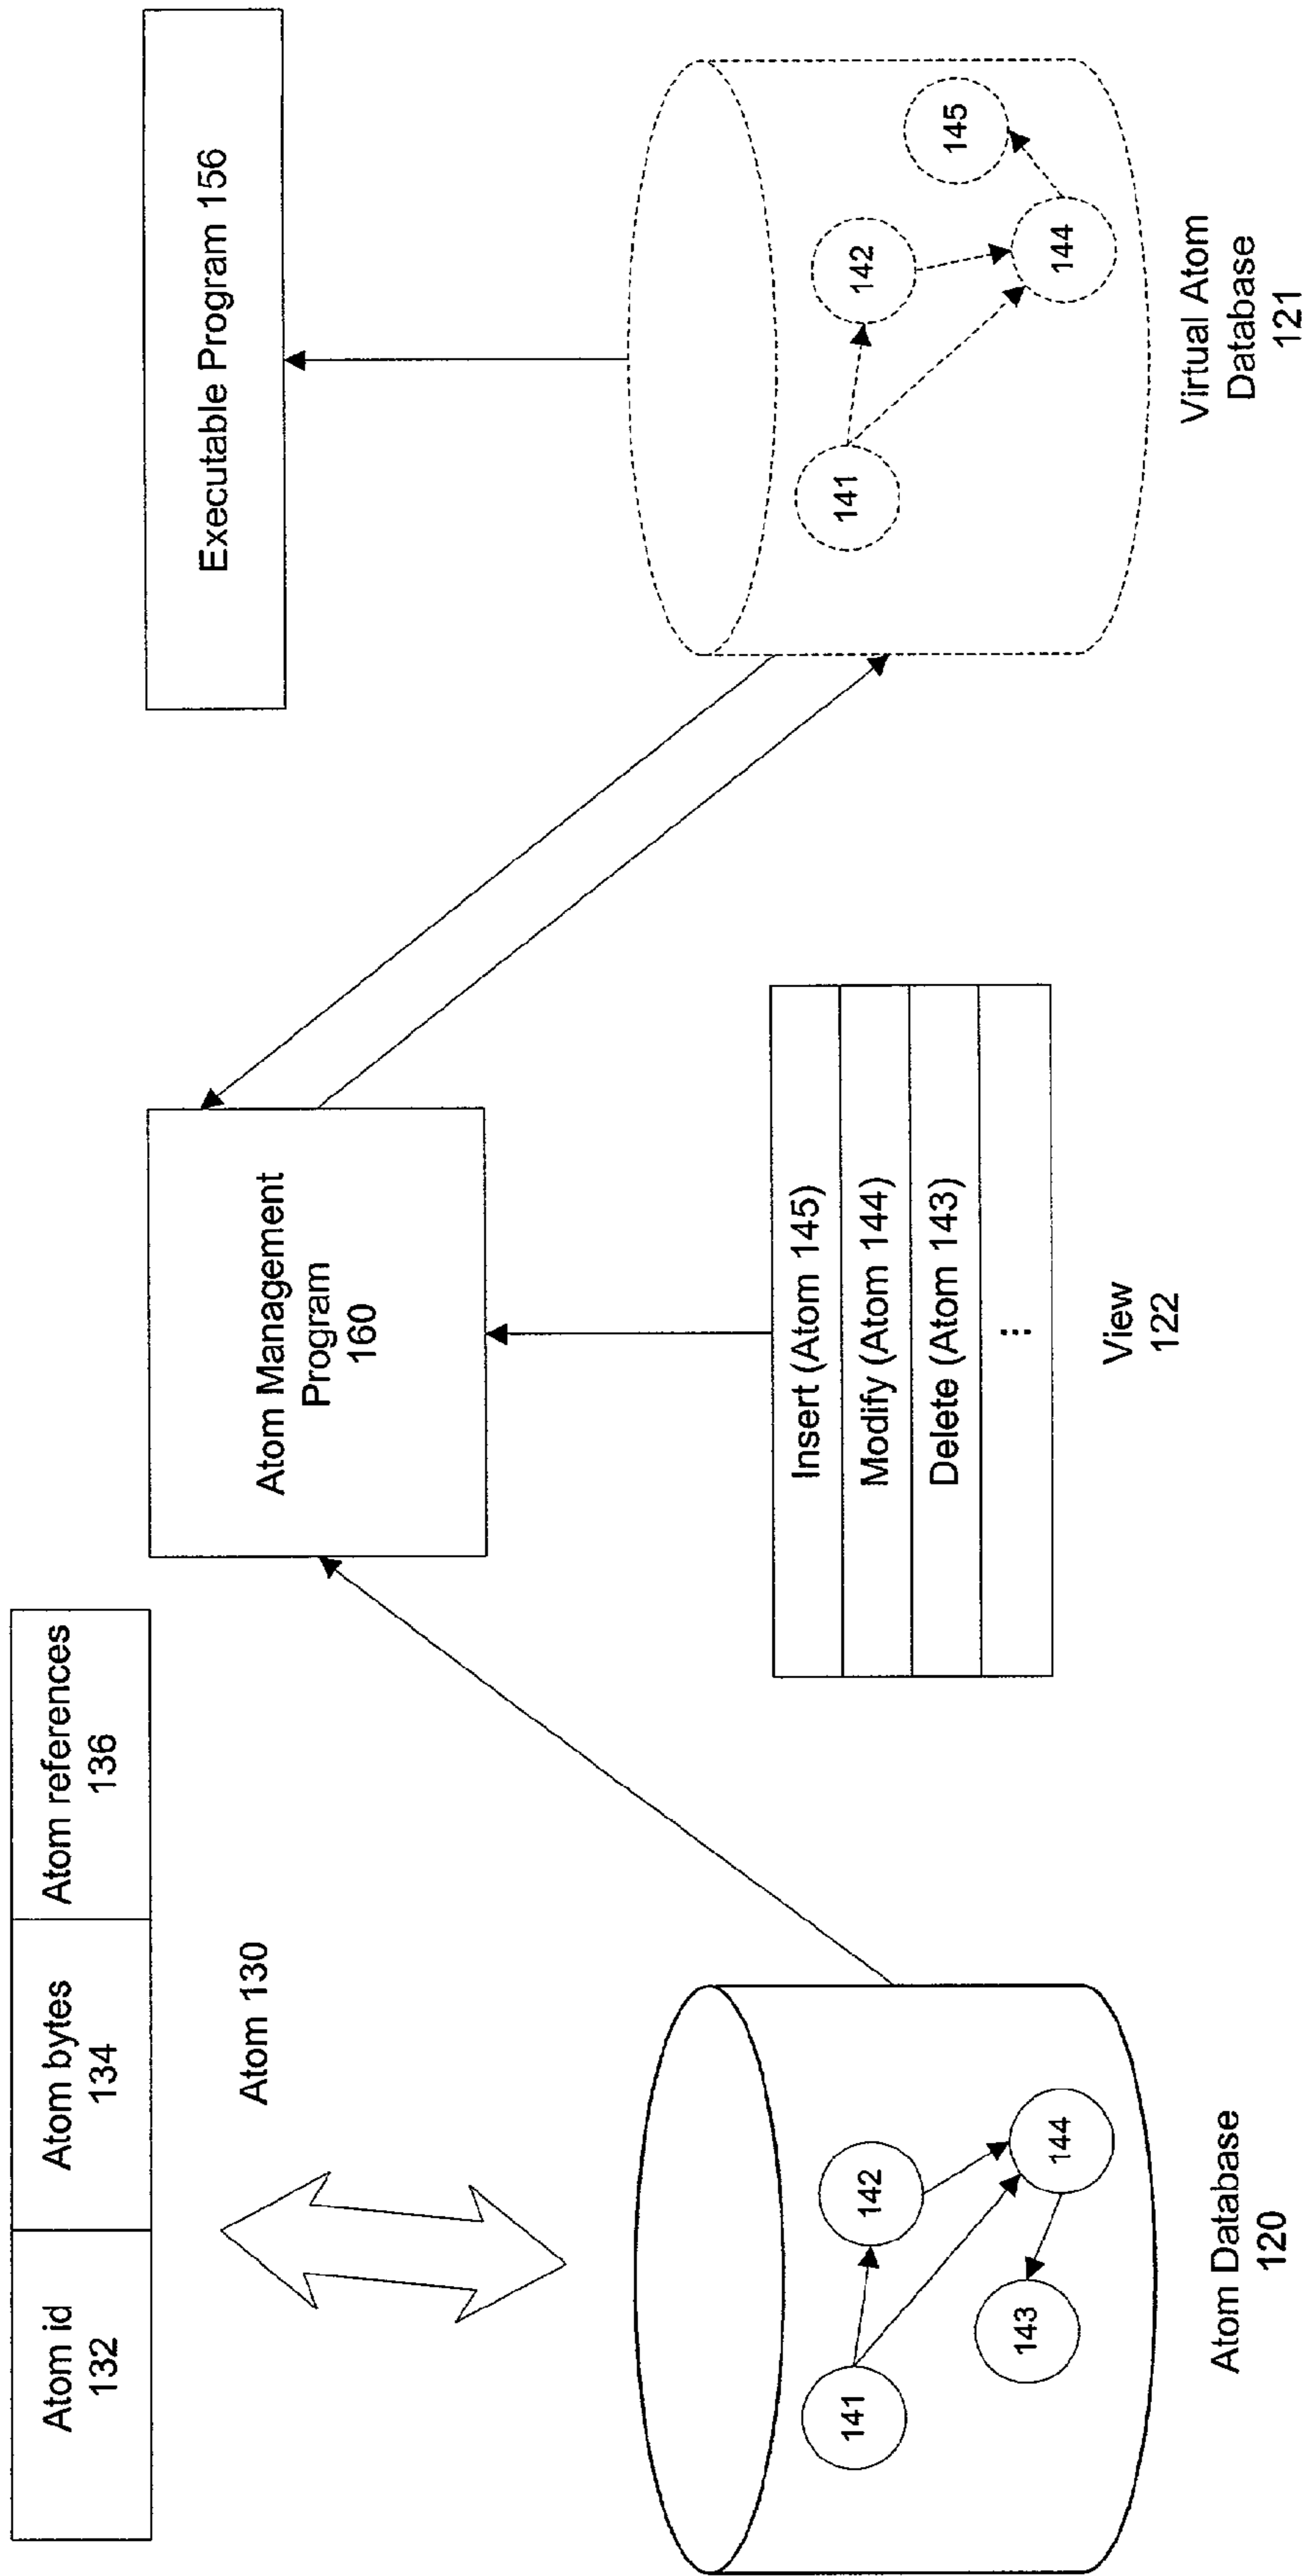 Atom id
132
Atom bytes
134
Atom references
136
Atom 130
Atom Management
Program
160
Executable Program 156
141
142
143
144
Atom Database
120
Insert (Atom 145)
Modify (Atom 144)
Delete (Atom 143)
...
View
122
141
142
144
145
Virtual Atom
Database
121